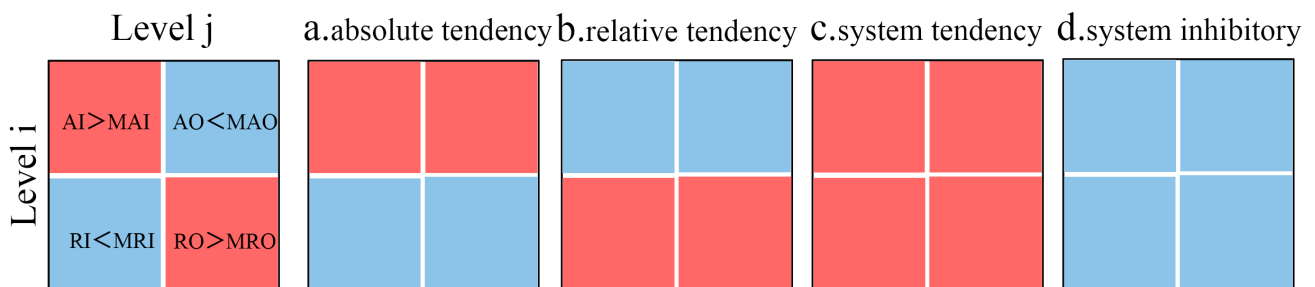 Level j
a.absolute tendency
b.relative tendency
c.system tendency
d.system inhibitory
Level i
AI>MAI
AO<MAO
RI<MRI
RO>MRO